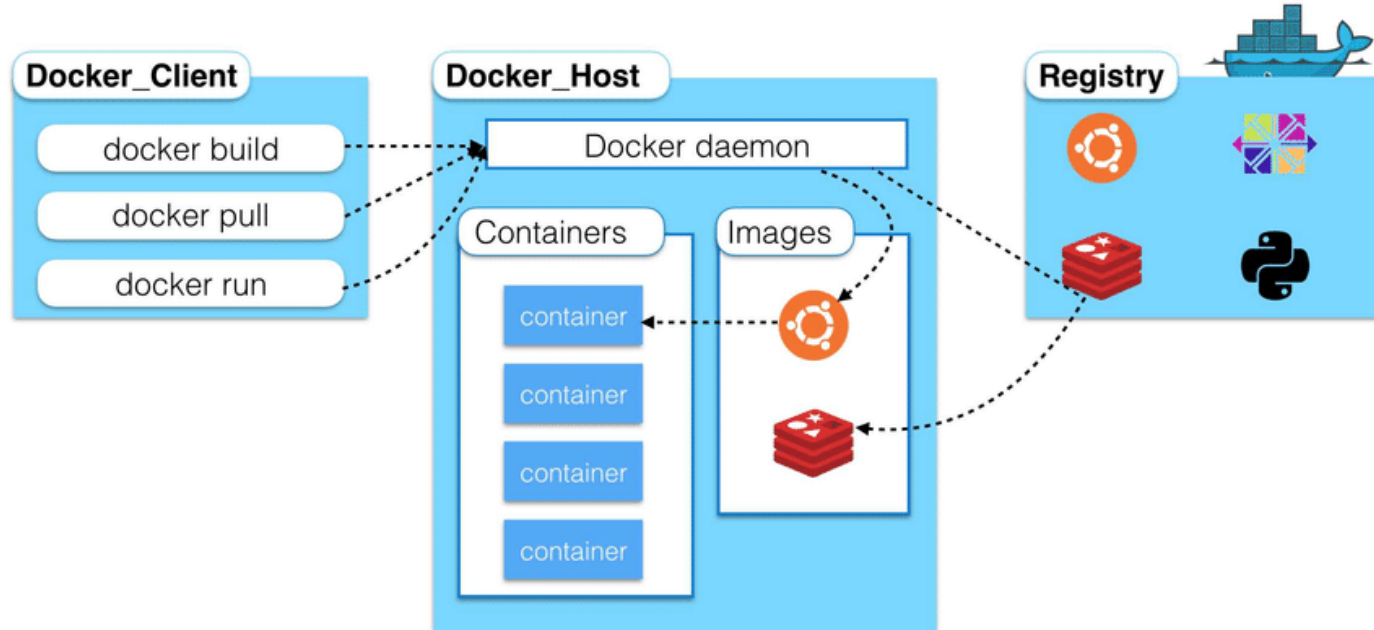 Docker_Client
docker build
docker pull
docker run
Docker_Host
Docker daemon
Containers
container
container
container
container
Images
Registry